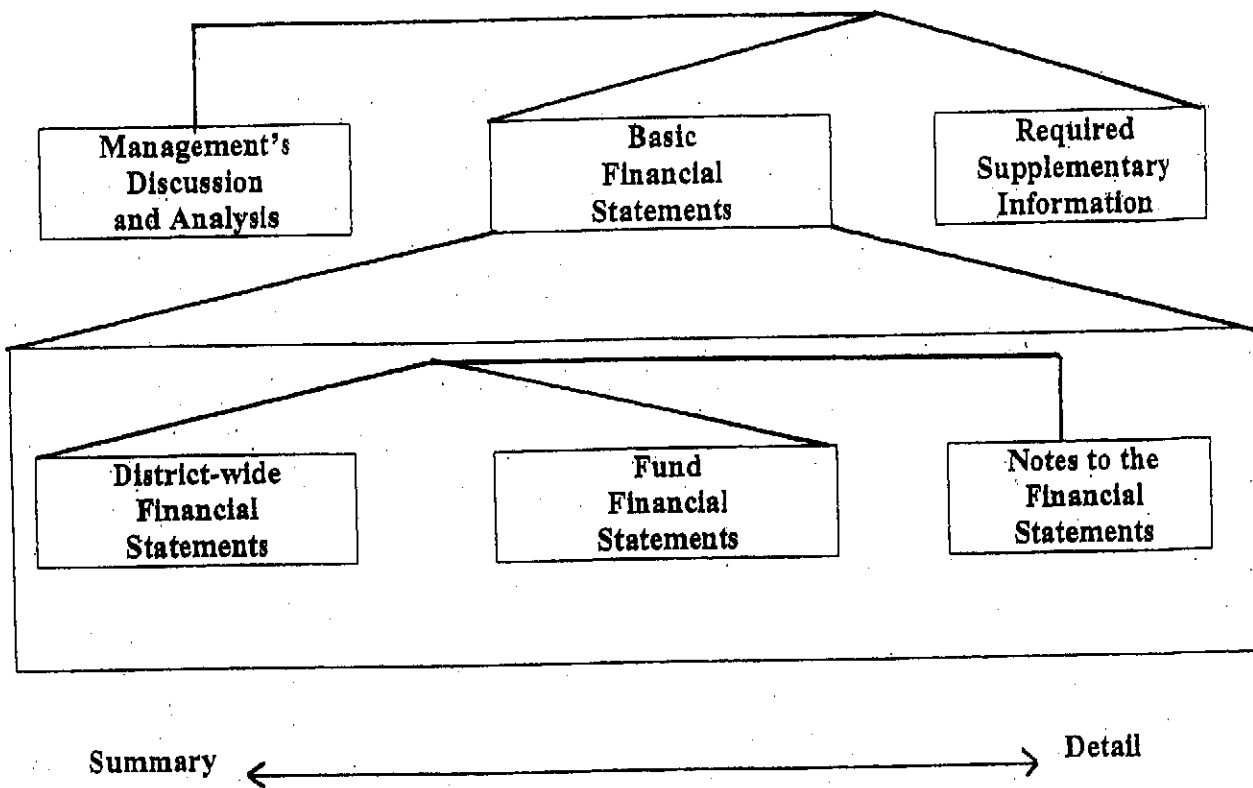 Management's
Discussion
and Analysis
Basic
Financial
Statements
Required
Supplementary
Information
District-wide
Financial
Statements
Fund
Financial
Statements
Notes to the
Financial
Statements
Summary
Detail